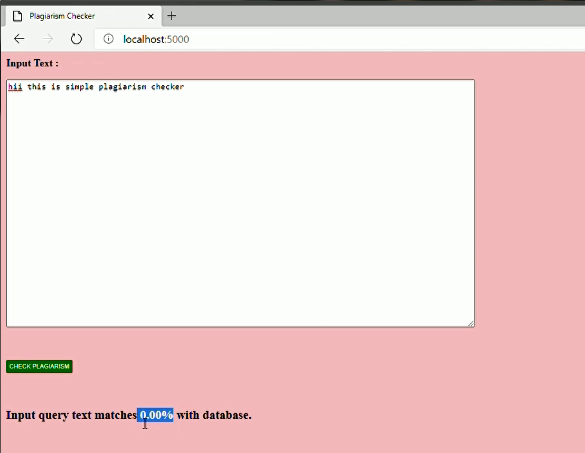 Plagiarism Checker
localhost:5000
Input Text :
hii this is simple plagiarism checker
CHECK PLAGIARISM
Input query text matches 0.00% with database.